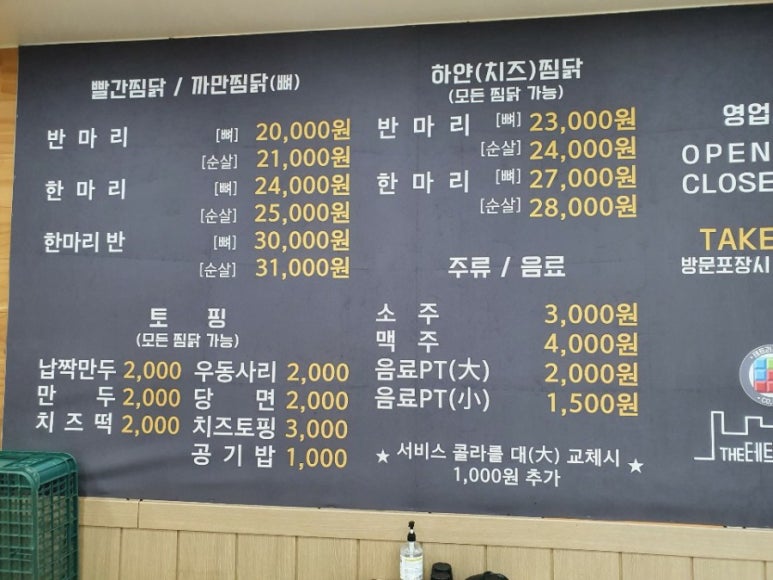 빨간찜닭 / 까만찜닭(뼈)
반 마 리 [뼈] 20,000원
[순살] 21,000원
한 마 리 [뼈] 24,000원
[순살] 25,000원
한마리 반 [뼈] 30,000원
[순살] 31,000원
토 핑
(모든 찜닭 가능)
납짝만두 2,000 우동사리 2,000
만 두 2,000 당 면 2,000
치 즈 떡 2,000 치즈토핑 3,000
공 기 밥 1,000
하얀(치즈)찜닭
(모든 찜닭 가능)
반 마 리 [뼈] 23,000원
[순살] 24,000원
한 마 리 [뼈] 27,000원
[순살] 28,000원
주류 / 음료
소 주 3,000원
맥 주 4,000원
음료PT(大) 2,000원
음료PT(小) 1,500원
★ 서비스 콜라를 대(大) 교체시 ★
1,000원 추가
영업
OPEN
CLOSE
TAKE
방문포장시
THE테트